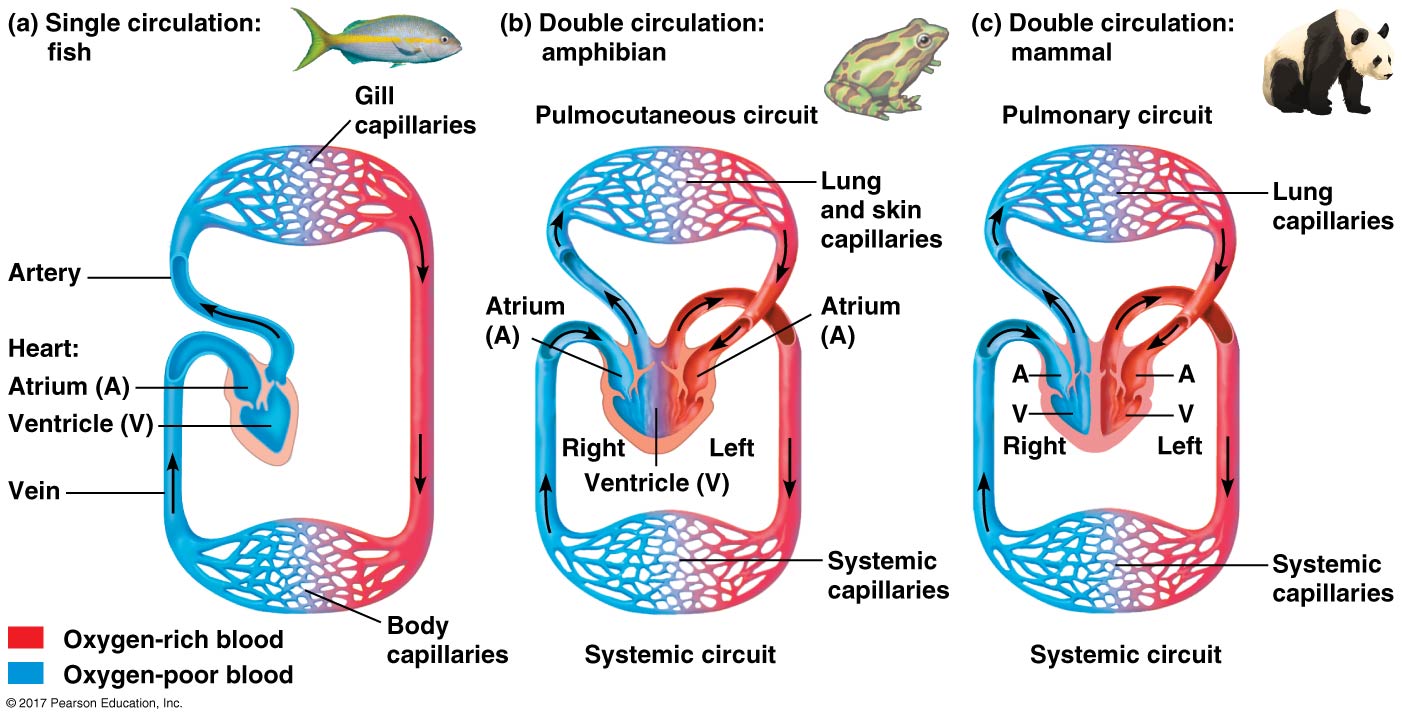 (a) Single circulation:
fish
Gill
capillaries
Artery
Heart:
Atrium (A)
Ventricle (V)
Vein
Body
capillaries
Oxygen-rich blood
Oxygen-poor blood
© 2017 Pearson Education, Inc.
(b) Double circulation:
amphibian
Pulmocutaneous circuit
Lung
and skin
capillaries
Atrium
(A)
Atrium
(A)
Right
Left
Ventricle (V)
Systemic
capillaries
Systemic circuit
(c) Double circulation:
mammal
Pulmonary circuit
Lung
capillaries
A
A
V
V
Right
Left
Systemic
capillaries
Systemic circuit